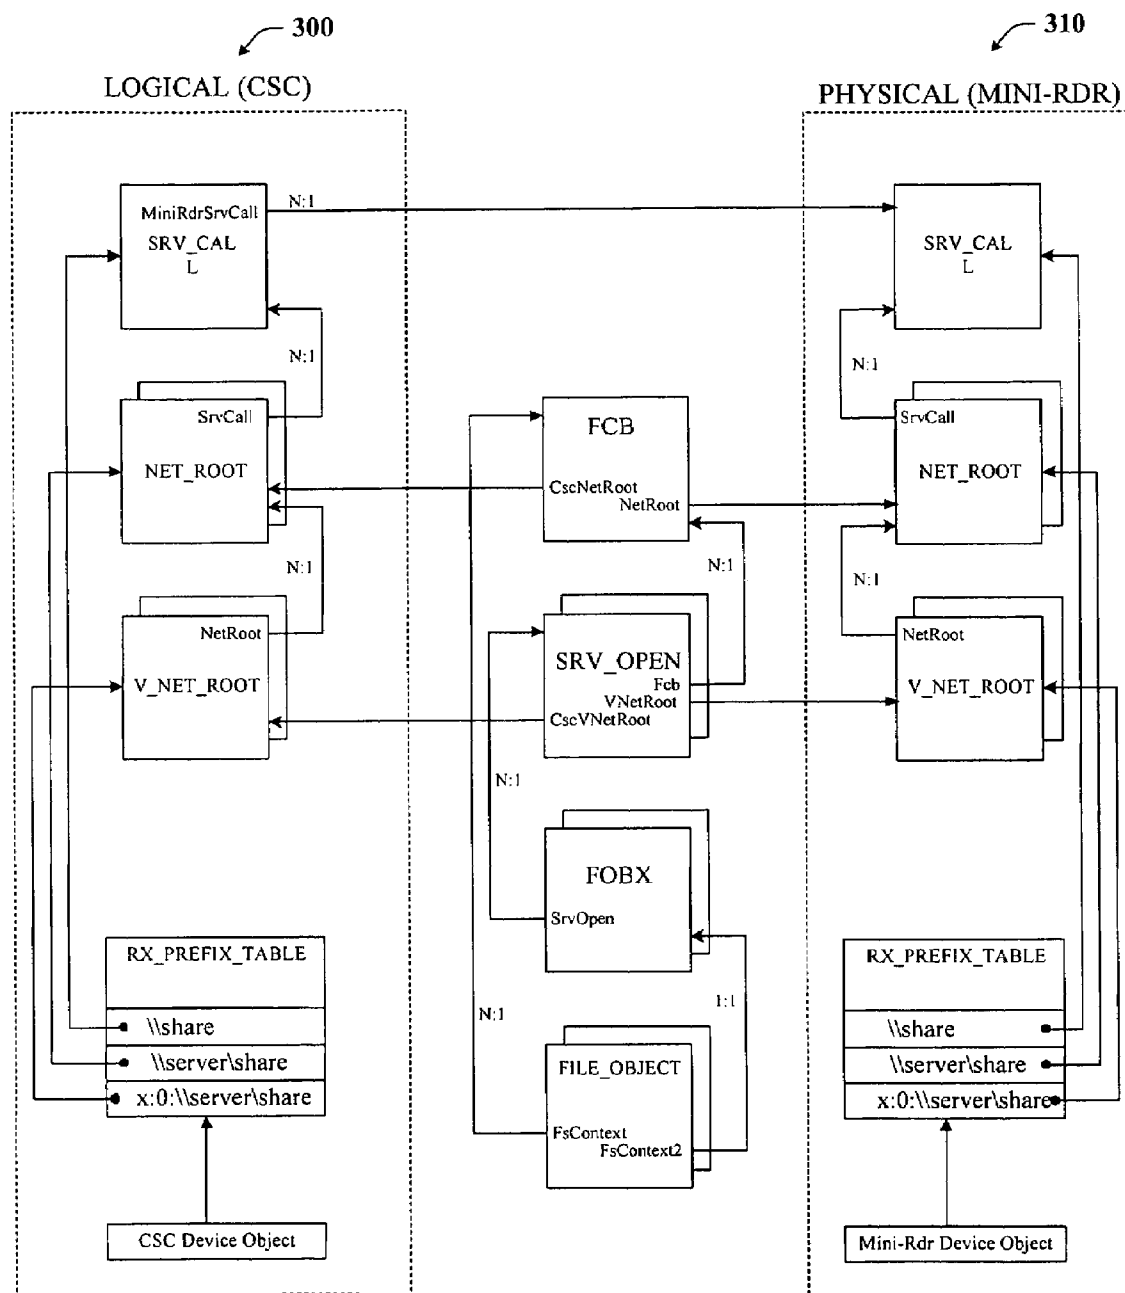 300
310
LOGICAL (CSC)
PHYSICAL (MINI-RDR)
MiniRdrSrvCall
N:1
SRV_CAL
L
SRV_CAL
L
N:1
N:1
SrvCall
NET_ROOT
FCB
CscNetRoot
NetRoot
SrvCall
NET_ROOT
N:1
N:1
N:1
NetRoot
V_NET_ROOT
SRV_OPEN
Fcb
VNetRoot
CscVNetRoot
NetRoot
V_NET_ROOT
N:1
FOBX
SrvOpen
RX_PREFIX_TABLE
\\share
\\server\share
x:0:\\server\share
N:1
1:1
FILE_OBJECT
FsContext
FsContext2
RX_PREFIX_TABLE
\\share
\\server\share
x:0:\\server\share
CSC Device Object
Mini-Rdr Device Object